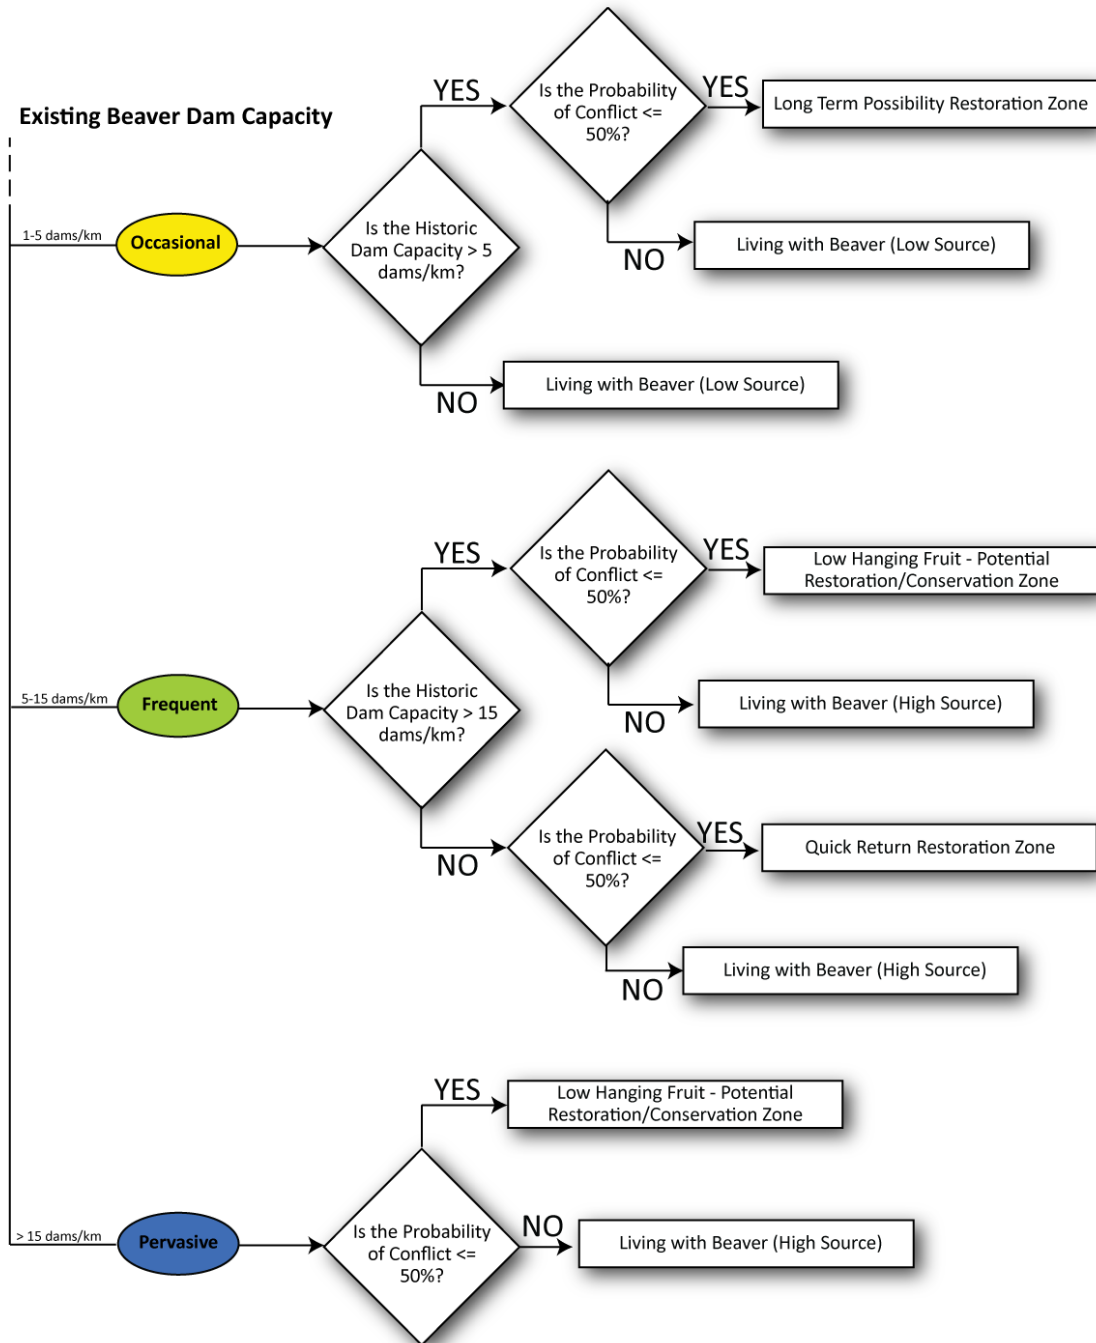 Existing Beaver Dam Capacity
1-5 dams/km
Occasional
Is the Historic
Dam Capacity > 5
dams/km?
YES
Is the Probability
of Conflict <=
50%?
YES
Long Term Possibility Restoration Zone
NO
Living with Beaver (Low Source)
NO
Living with Beaver (Low Source)
5-15 dams/km
Frequent
Is the Historic
Dam Capacity > 15
dams/km?
YES
Is the Probability
of Conflict <=
50%?
YES
Low Hanging Fruit - Potential
Restoration/Conservation Zone
NO
Living with Beaver (High Source)
NO
Is the Probability
of Conflict <=
50%?
YES
Quick Return Restoration Zone
NO
Living with Beaver (High Source)
> 15 dams/km
Pervasive
Is the Probability
of Conflict <=
50%?
YES
Low Hanging Fruit - Potential
Restoration/Conservation Zone
NO
Living with Beaver (High Source)